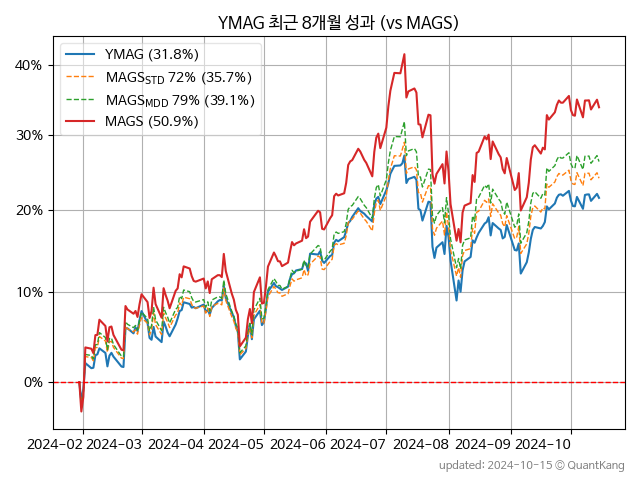 YMAG 최근 8개월 성과 (vs MAGS)
YMAG (31.8%)
MAGS_STD 72% (35.7%)
MAGS_MDD 79% (39.1%)
MAGS (50.9%)
40%
30%
20%
10%
0%
2024-02 2024-03 2024-04 2024-05 2024-06 2024-07 2024-08 2024-09 2024-10
updated: 2024-10-15 © QuantKang